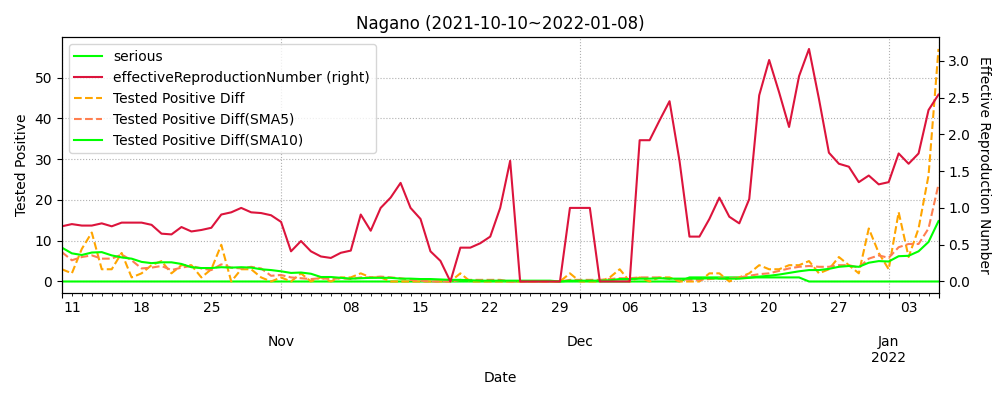 Nagano (2021-10-10~2022-01-08)
serious
effectiveReproductionNumber (right)
Tested Positive Diff
Tested Positive Diff(SMA5)
Tested Positive Diff(SMA10)
Tested Positive
50
40
30
20
10
0
3.0
2.5
2.0
1.5
1.0
0.5
0.0
Effective Reproduction Number
11 18 25 08 15 22 29 06 13 20 27 03
Nov Dec Jan
2022
Date